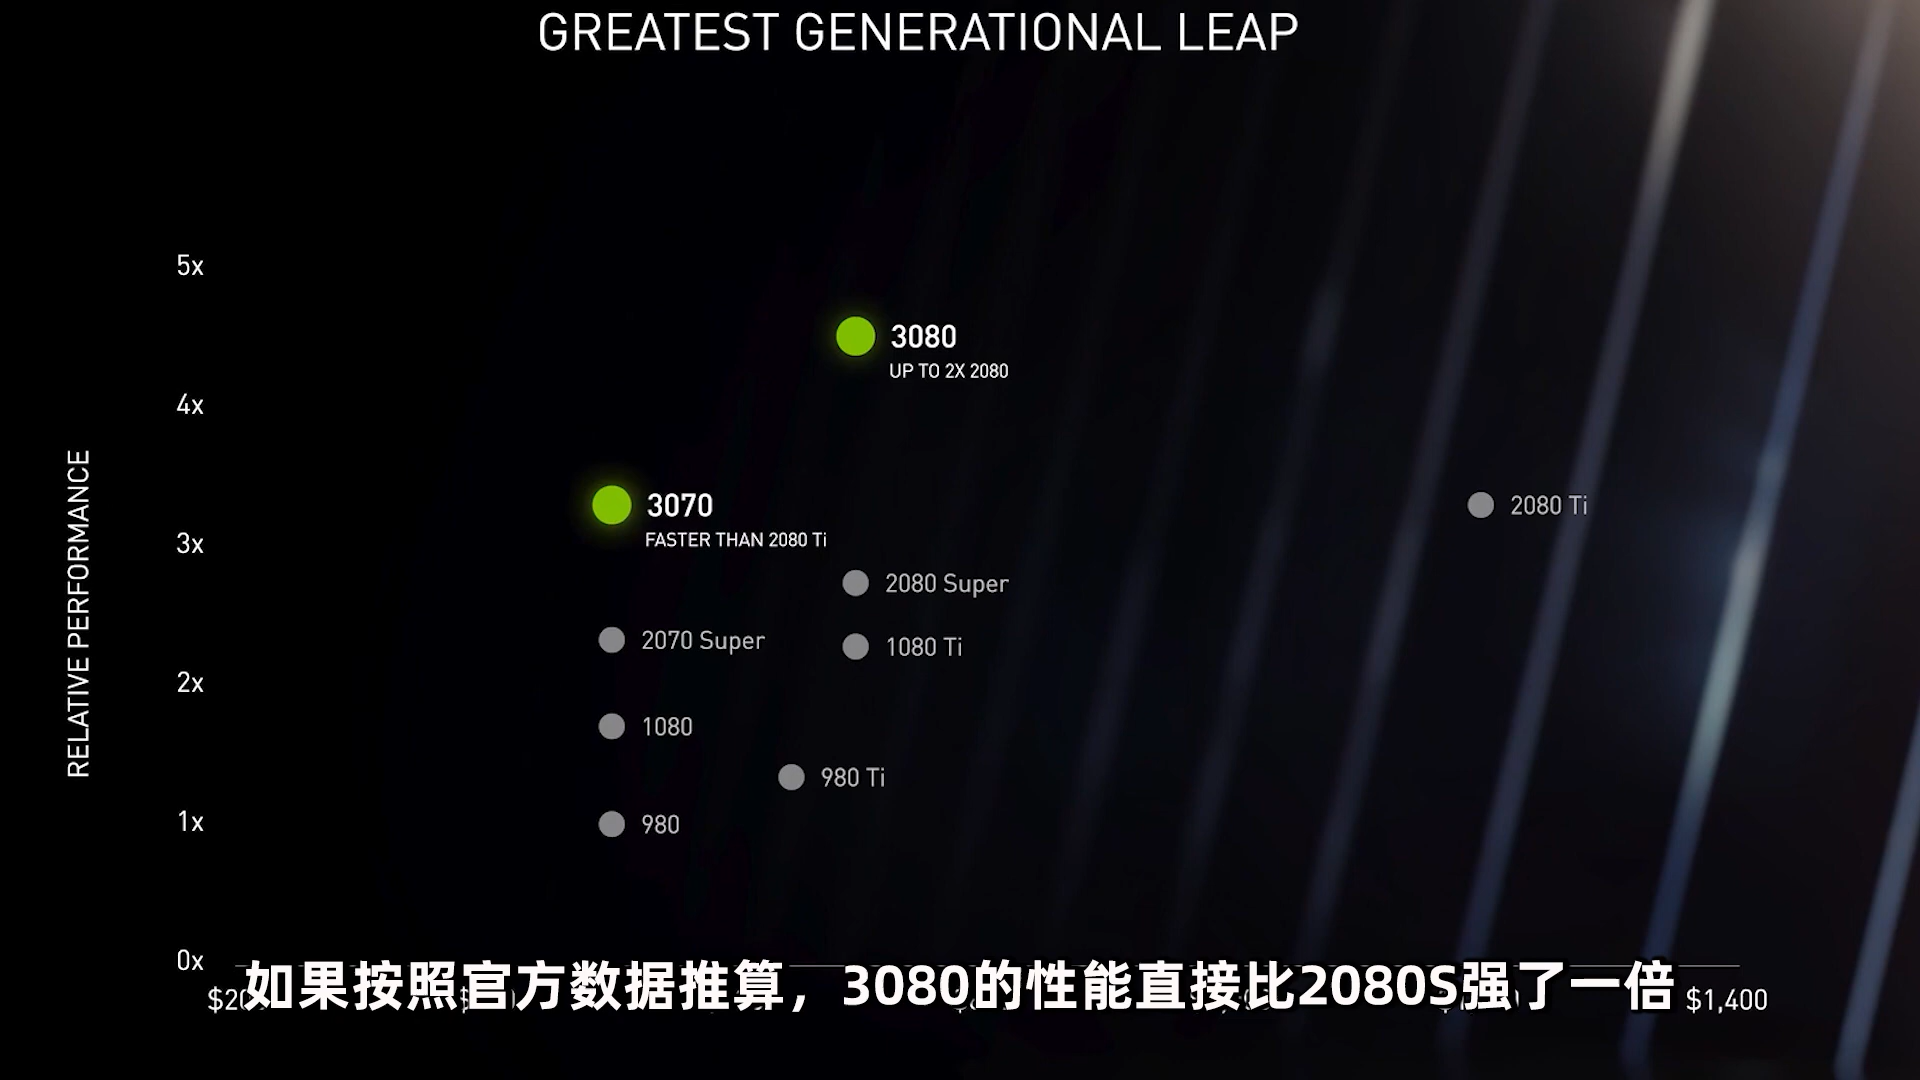 GREATEST GENERATIONAL LEAP
5x
3080
UP TO 2X 2080
4x
RELATIVE PERFORMANCE
3070
FASTER THAN 2080 Ti
2080 Ti
3x
2080 Super
2070 Super
1080 Ti
2x
1080
980 Ti
1x
980
0x
如果按照官方数据推算，3080的性能直接比2080S强了一倍
$1,400